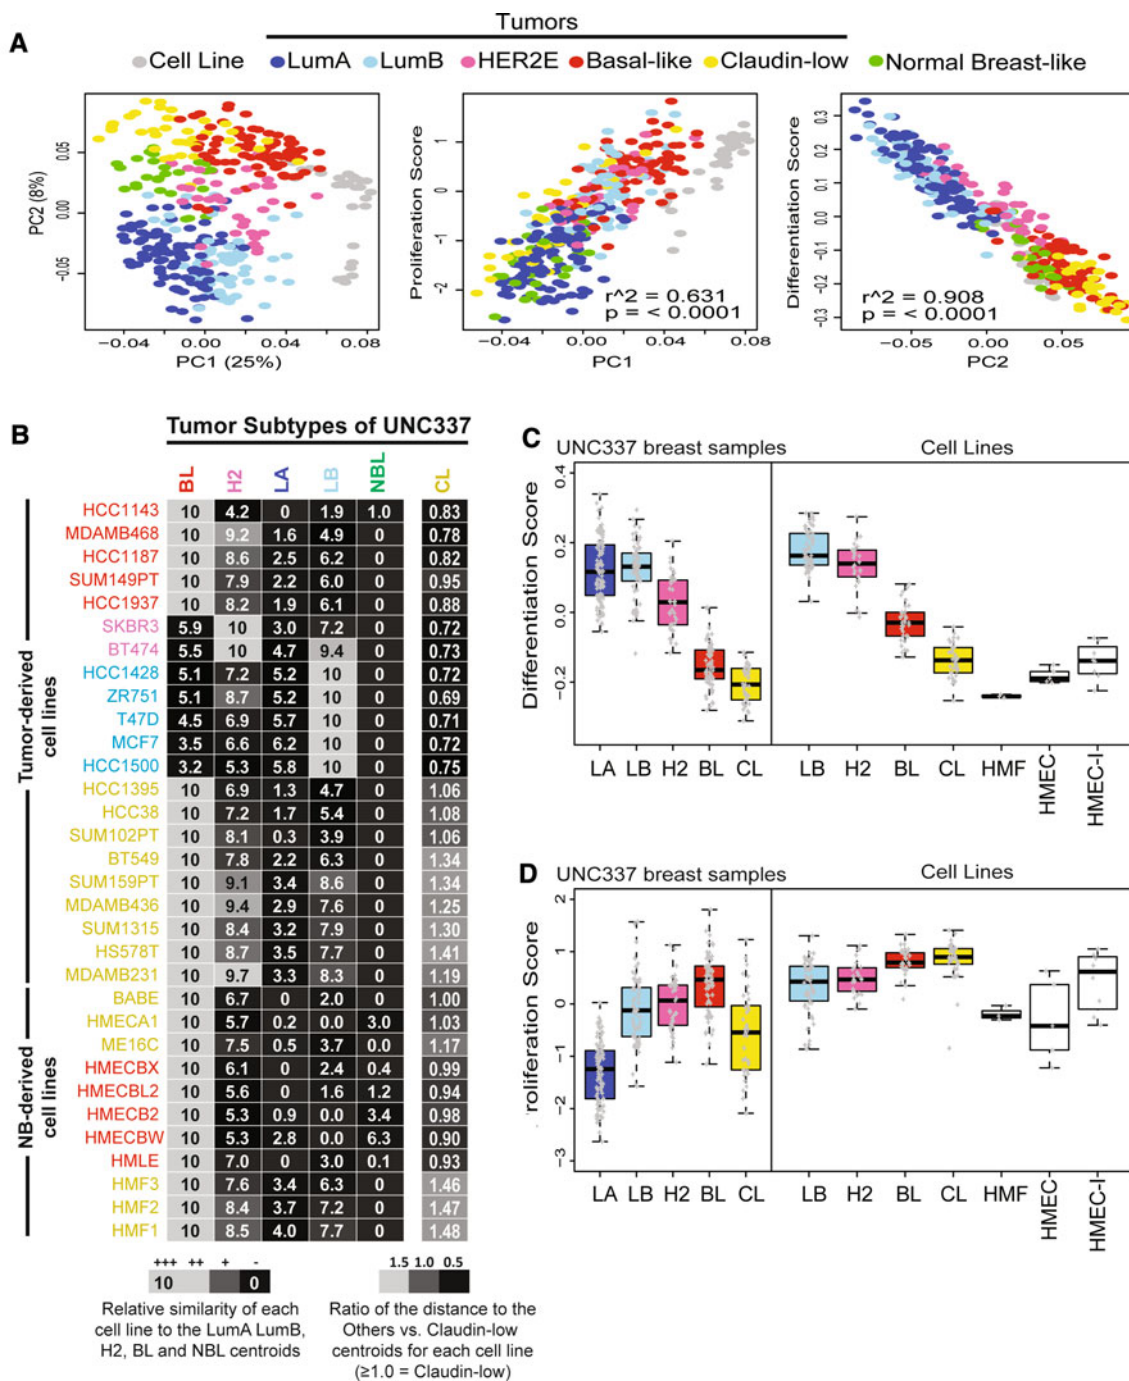 A
Tumors
Cell Line LumA LumB HER2E Basal-like Claudin-low Normal Breast-like
PC2 (8%)
0.05
0.00
-0.05
-0.04 0.00 0.04 0.08
PC1 (25%)
Proliferation Score
1
0
-1
-2
r^2 = 0.631
p = < 0.0001
-0.04 0.00 0.04 0.08
PC1
Differentiation Score
0.3
0.2
0.1
0.0
-0.1
-0.2
-0.3
r^2 = 0.908
p = < 0.0001
-0.05 0.00 0.05
PC2
B
Tumor Subtypes of UNC337
BL H2 LA LB NBL CL
Tumor-derived cell lines
NB-derived cell lines
HCC1143 10 4.2 0 1.9 1.0 0.83
MDAMB468 10 9.2 1.6 4.9 0 0.78
HCC1187 10 8.6 2.5 6.2 0 0.82
SUM149PT 10 7.9 2.2 6.0 0 0.95
HCC1937 10 8.2 1.9 6.1 0 0.88
SKBR3 5.9 10 3.0 7.2 0 0.72
BT474 5.5 10 4.7 9.4 0 0.73
HCC1428 5.1 7.2 5.2 10 0 0.72
ZR751 5.1 8.7 5.2 10 0 0.69
T47D 4.5 6.9 5.7 10 0 0.71
MCF7 3.5 6.6 6.2 10 0 0.72
HCC1500 3.2 5.3 5.8 10 0 0.75
HCC1395 10 6.9 1.3 4.7 0 1.06
HCC38 10 7.2 1.7 5.4 0 1.08
SUM102PT 10 8.1 0.3 3.9 0 1.06
BT549 10 7.8 2.2 6.3 0 1.34
SUM159PT 10 9.1 3.4 8.6 0 1.34
MDAMB436 10 9.4 2.9 7.6 0 1.25
SUM1315 10 8.4 3.2 7.9 0 1.30
HS578T 10 8.7 3.5 7.7 0 1.41
MDAMB231 10 9.7 3.3 8.3 0 1.19
BABE 10 6.7 0 2.0 0 1.00
HMECA1 10 5.7 0.2 0.0 3.0 1.03
ME16C 10 7.5 0.5 3.7 0.0 1.17
HMECBX 10 6.1 0 2.4 0.4 0.99
HMECBL2 10 5.6 0 1.6 1.2 0.94
HMECB2 10 5.3 0.9 0.0 3.4 0.98
HMECBW 10 5.3 2.8 0.0 6.3 0.90
HMLE 10 7.0 0 3.0 0.1 0.93
HMF3 10 7.6 3.4 6.3 0 1.46
HMF2 10 8.4 3.7 7.2 0 1.47
HMF1 10 8.5 4.0 7.7 0 1.48
+++ ++ + -
10 0
Relative similarity of each
cell line to the LumA LumB,
H2, BL and NBL centroids
1.5 1.0 0.5
Ratio of the distance to the
Others vs. Claudin-low
centroids for each cell line
(≥1.0 = Claudin-low)
C
UNC337 breast samples Cell Lines
Differentiation Score
0.4
0.2
0.0
-0.2
LA LB H2 BL CL LB H2 BL CL HMF HMEC HMEC-I
D
UNC337 breast samples Cell Lines
roliferation Score
2
1
0
-1
-2
-3
LA LB H2 BL CL LB H2 BL CL HMF HMEC HMEC-I